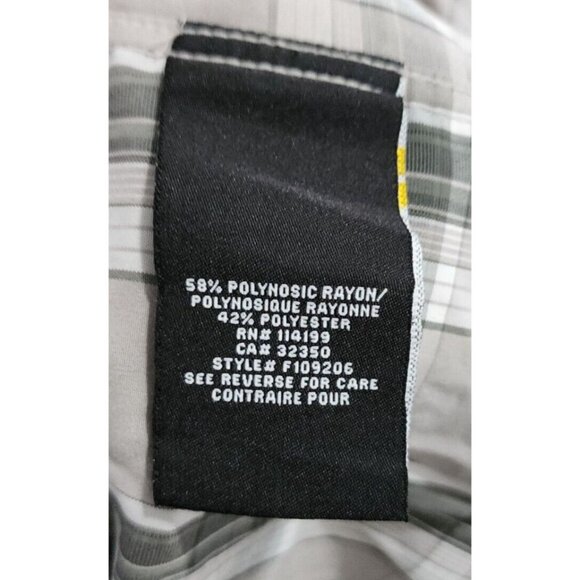 58% POLYNOSIC RAYON/
POLYNOSIQUE RAYONNE
42% POLYESTER
RN# 114199
CA# 32350
STYLE# F109206
SEE REVERSE FOR CARE
CONTRAIRE POUR